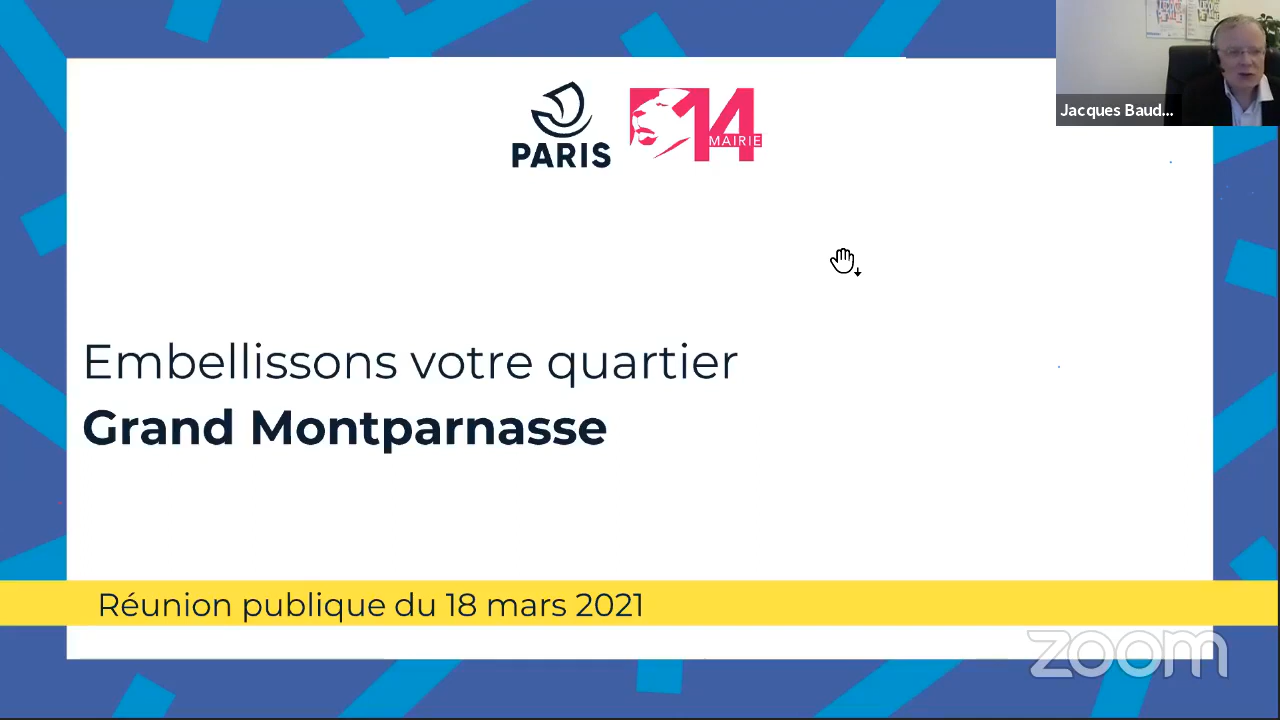 PARIS
14
MAIRIE
Jacques Baud...
Embellissons votre quartier
Grand Montparnasse
Réunion publique du 18 mars 2021
zoom